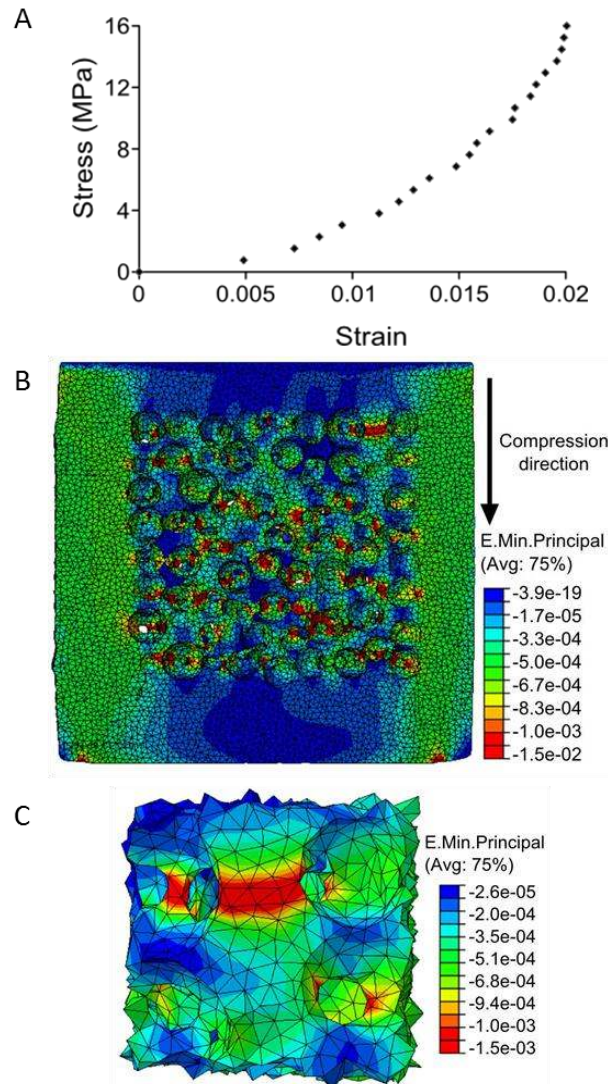 A
Stress (MPa)
16
12
8
4
0
0
0.005
0.01
0.015
0.02
Strain
B
Compression
direction
E.Min.Principal
(Avg: 75%)
-3.9e-19
-1.7e-05
-3.3e-04
-5.0e-04
-6.7e-04
-8.3e-04
-1.0e-03
-1.5e-02
C
E.Min.Principal
(Avg: 75%)
-2.6e-05
-2.0e-04
-3.5e-04
-5.1e-04
-6.8e-04
-9.4e-04
-1.0e-03
-1.5e-03